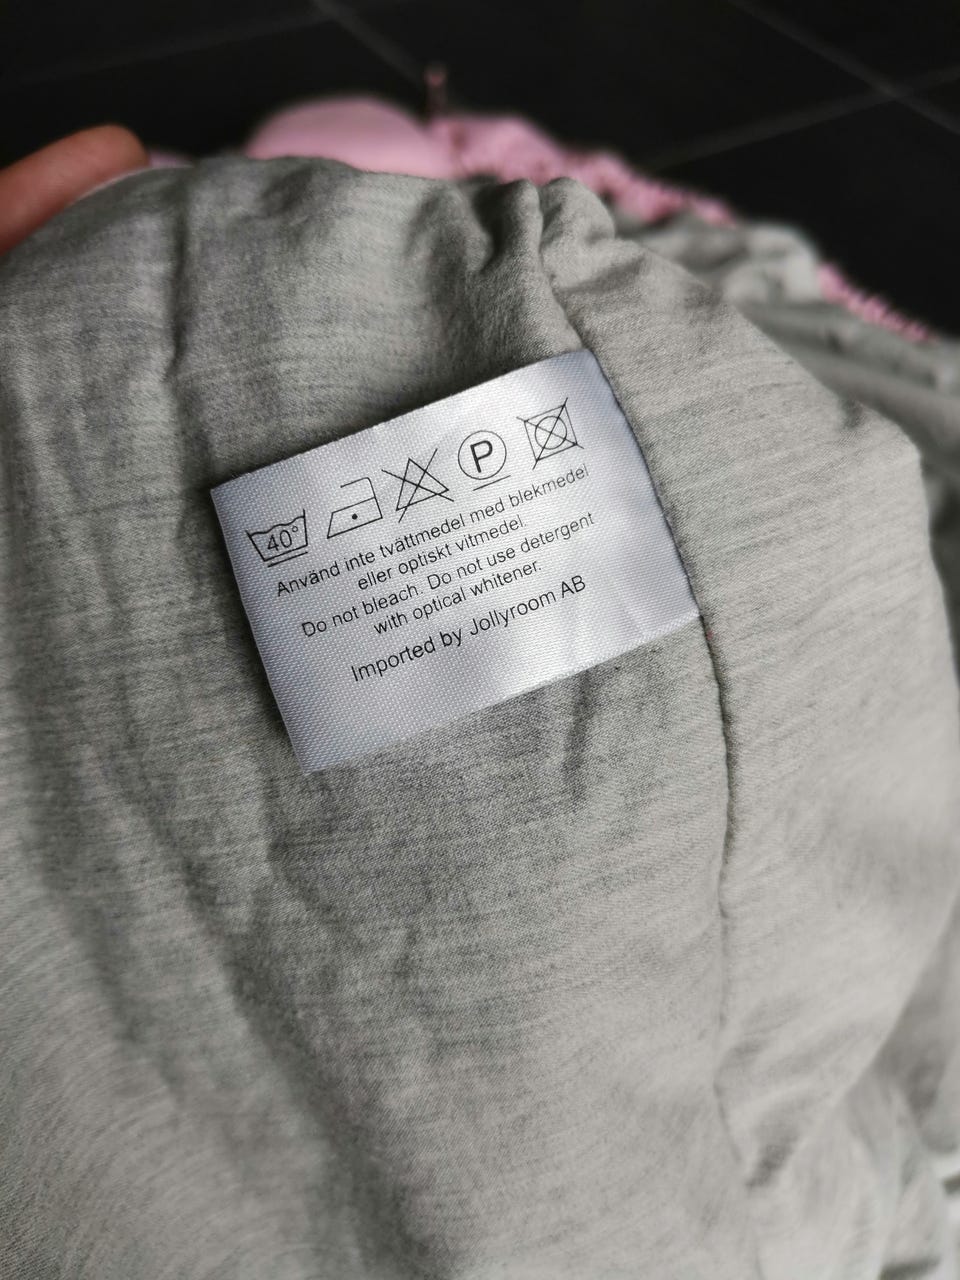 40°
P
Använd inte tvättmedel med blekmedel
eller optiskt vitmedel.
Do not bleach. Do not use detergent
with optical whitener.
Imported by Jollyroom AB